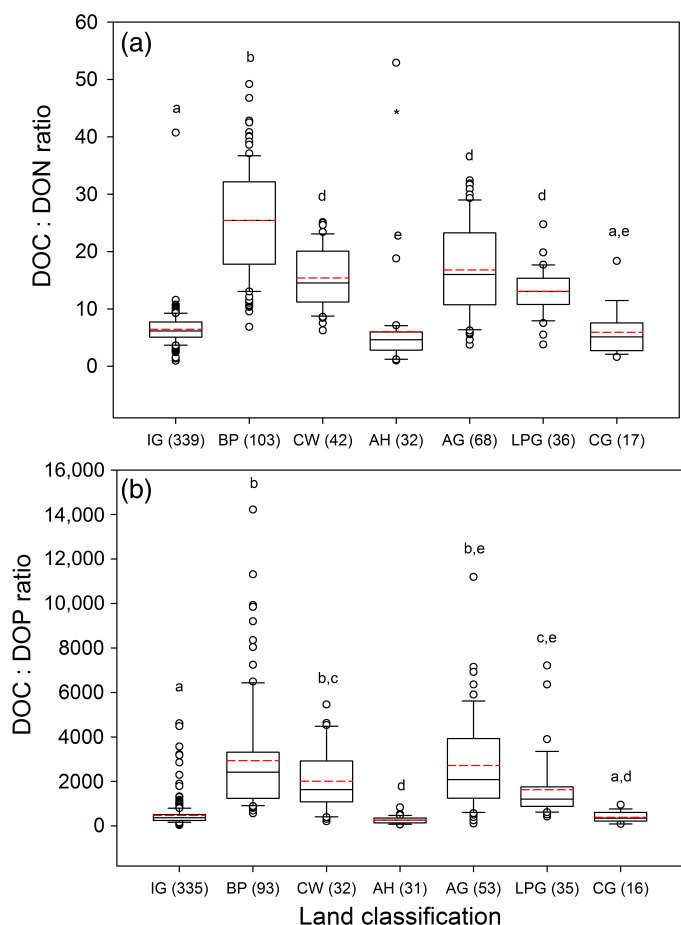 (a)
60
50
40
30
20
10
0
DOC : DON ratio
a
b
d
*
e
d
d
a,e
IG (339) BP (103) CW (42) AH (32) AG (68) LPG (36) CG (17)
(b)
16,000
14,000
12,000
10,000
8000
6000
4000
2000
0
DOC : DOP ratio
a
b
b,c
d
b,e
c,e
a,d
IG (335) BP (93) CW (32) AH (31) AG (53) LPG (35) CG (16)
Land classification